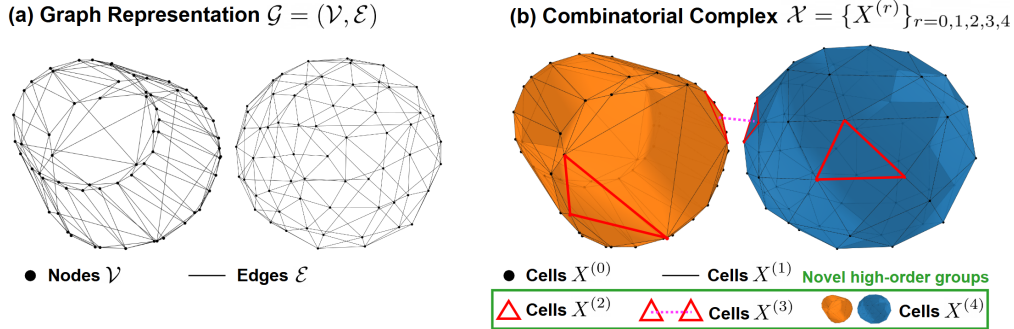 (a) Graph Representation 𝒢 = (𝒱, ℰ)
(b) Combinatorial Complex 𝒳 = {X⁽ʳ⁾}ᵣ₌₀,₁,₂,₃,₄
Nodes 𝒱
Edges ℰ
Cells X⁽⁰⁾
Cells X⁽¹⁾
Novel high-order groups
Cells X⁽²⁾
Cells X⁽³⁾
Cells X⁽⁴⁾